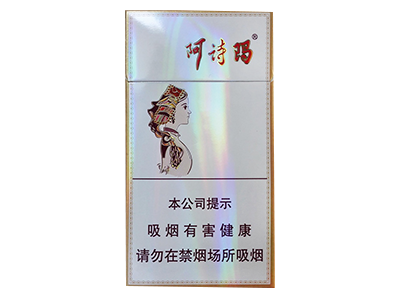 阿诗玛®
本公司提示
吸烟有害健康
请勿在禁烟场所吸烟